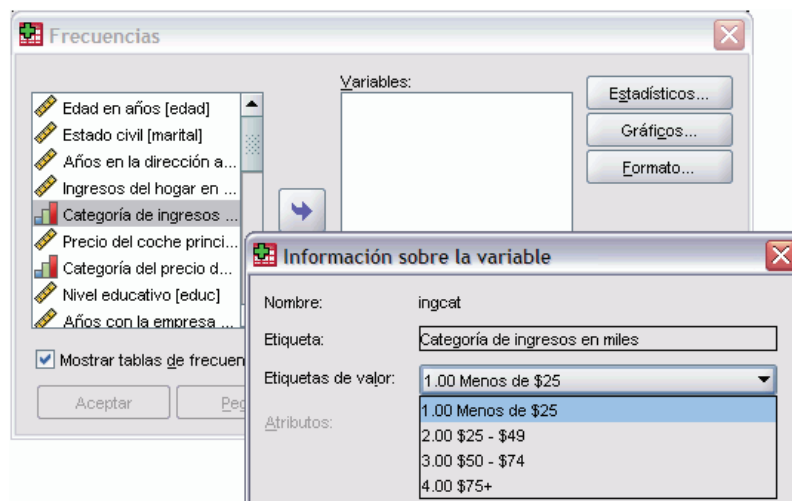 Frecuencias
Variables:
Edad en años [edad]
Estado civil [marital]
Años en la dirección a...
Ingresos del hogar en ...
Categoría de ingresos ...
Precio del coche princi...
Categoría del precio d...
Nivel educativo [educ]
Años con la empresa ...
Estadísticos...
Gráficos...
Formato...
Mostrar tablas de frecuen
Aceptar
Peg
Información sobre la variable
Nombre: ingcat
Etiqueta: Categoría de ingresos en miles
Etiquetas de valor: 1.00 Menos de $25
1.00 Menos de $25
2.00 $25 - $49
3.00 $50 - $74
4.00 $75+
Atributos: